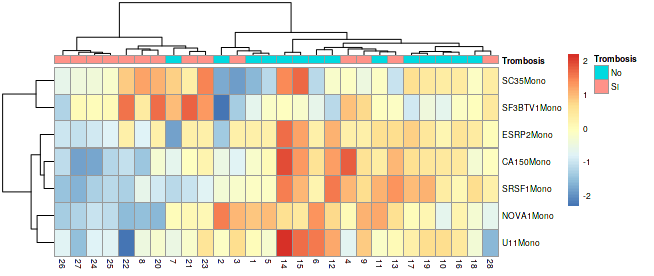 Trombosis
SC35Mono
SF3BTV1Mono
ESRP2Mono
CA150Mono
SRSF1Mono
NOVA1Mono
U11Mono
26 27 24 25 22 8 20 7 21 23 2 3 1 5 14 15 6 12 4 9 11 13 17 19 10 16 18 28
2
1
0
-1
-2
Trombosis
No
SI